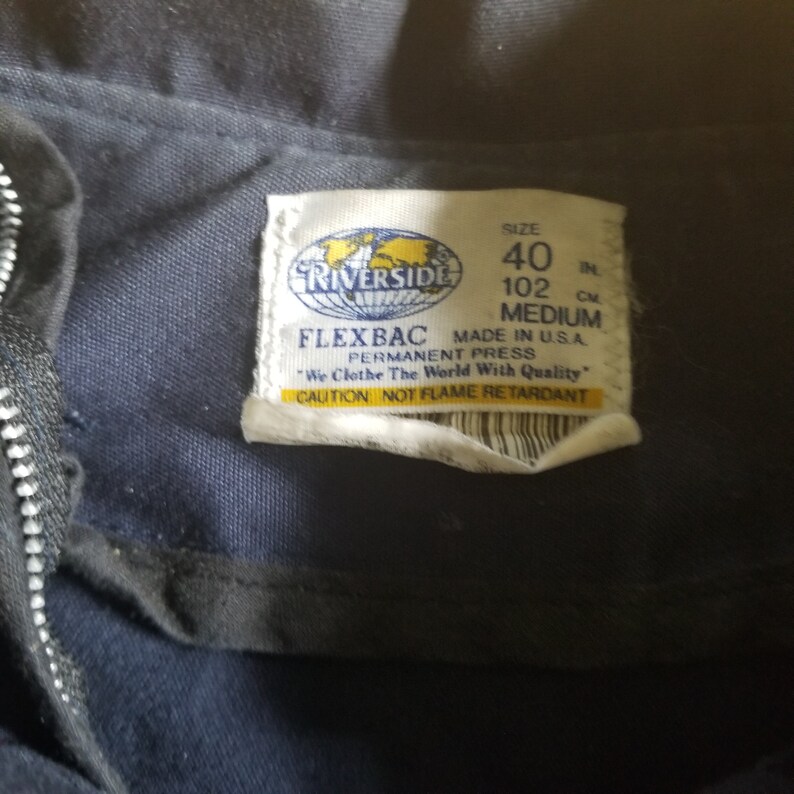 RIVERSIDE
SIZE
40 IN.
102 CM.
MEDIUM
FLEXBAC MADE IN U.S.A.
PERMANENT PRESS
"We Clothe The World With Quality"
CAUTION NOT FLAME RETARDANT